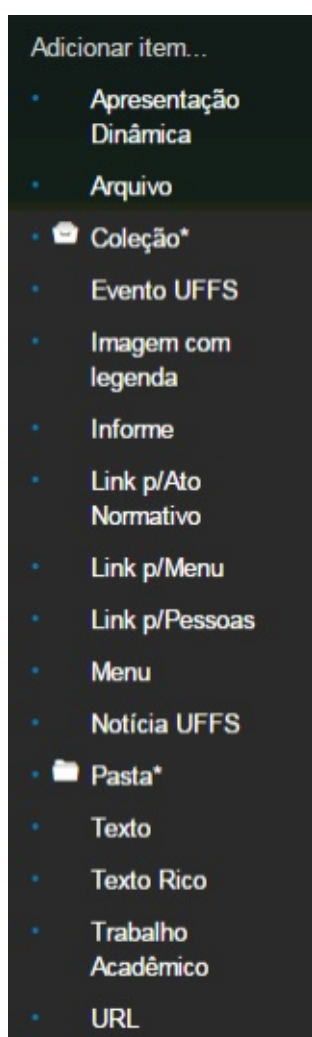 Adicionar item...
Apresentação
Dinâmica
Arquivo
Coleção*
Evento UFFS
Imagem com
legenda
Informe
Link p/Ato
Normativo
Link p/Menu
Link p/Pessoas
Menu
Notícia UFFS
Pasta*
Texto
Texto Rico
Trabalho
Acadêmico
URL